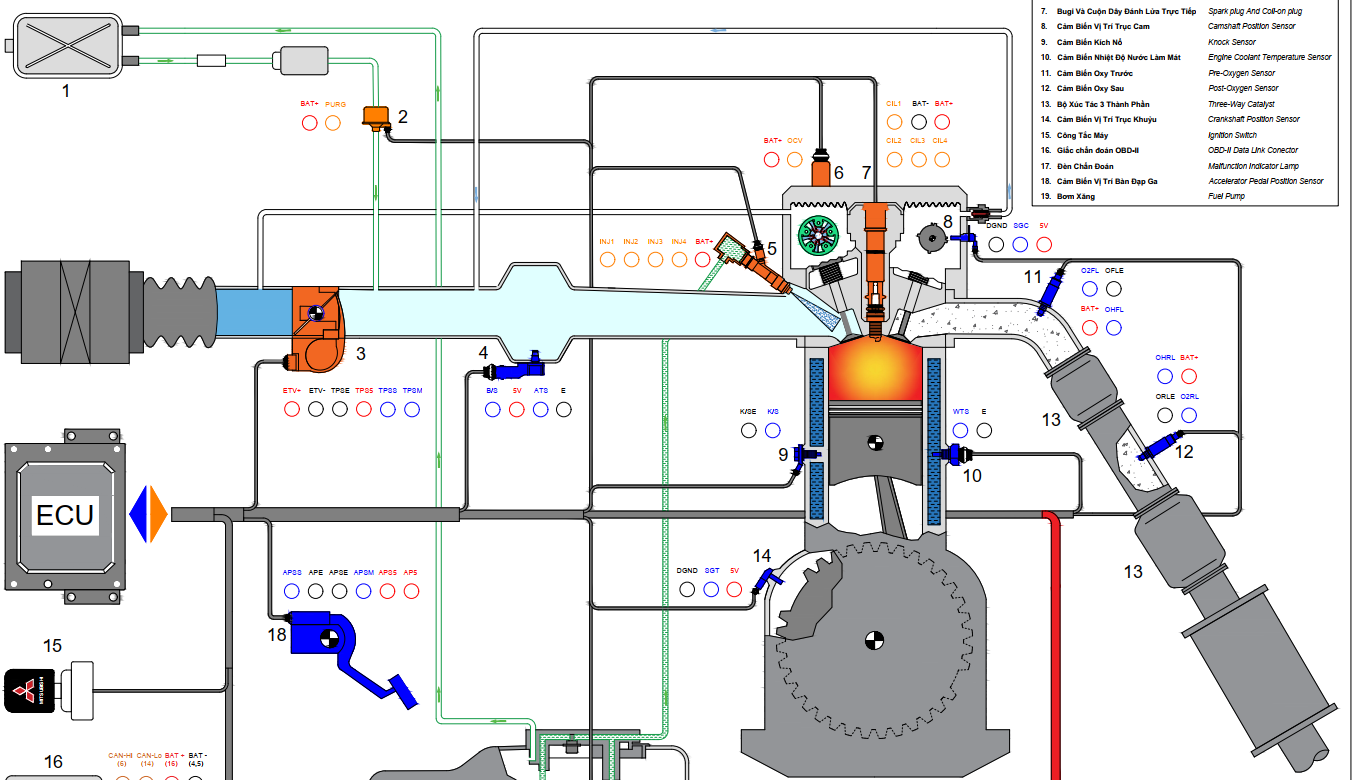 7. Bugi Và Cuộn Dây Đánh Lửa Trực Tiếp Spark plug And Coil-on plug
8. Cảm Biến Vị Trí Trục Cam Camshaft Position Sensor
9. Cảm Biến Kích Nổ Knock Sensor
10. Cảm Biến Nhiệt Độ Nước Làm Mát Engine Coolant Temperature Sensor
11. Cảm Biến Oxy Trước Pre-Oxygen Sensor
12. Cảm Biến Oxy Sau Post-Oxygen Sensor
13. Bộ Xúc Tác 3 Thành Phần Three-Way Catalyst
14. Cảm Biến Vị Trí Trục Khuỷu Crankshaft Position Sensor
15. Công Tắc Máy Ignition Switch
16. Giắc chẩn đoán OBD-II OBD-II Data Link Conector
17. Đèn Chẩn Đoán Malfunction Indicator Lamp
18. Cảm Biến Vị Trí Bàn Đạp Ga Accelerator Pedal Position Sensor
19. Bơm Xăng Fuel Pump
1
BAT+ PURG
2
CIL1 BAT- BAT+
CIL2 CIL3 CIL4
BAT+ OCV
6
7
8
DGND SGC 5V
INJ1 INJ2 INJ3 INJ4 BAT+
5
11
O2FL OFLE
BAT+ OHFL
3
4
ETV+ ETV- TPSE TPS5 TPSS TPSM
B/S 5V ATS E
OHRL BAT+
ORLE O2RL
13
K/SE K/S
WTS E
9
10
12
ECU
14
DGND SGT 5V
13
APSS APE APSE APSM APS5 AP5
18
15
MITSUBISHI
16
CAN-Hi (6) CAN-Lo (14) BAT + (16) BAT - (4,5)